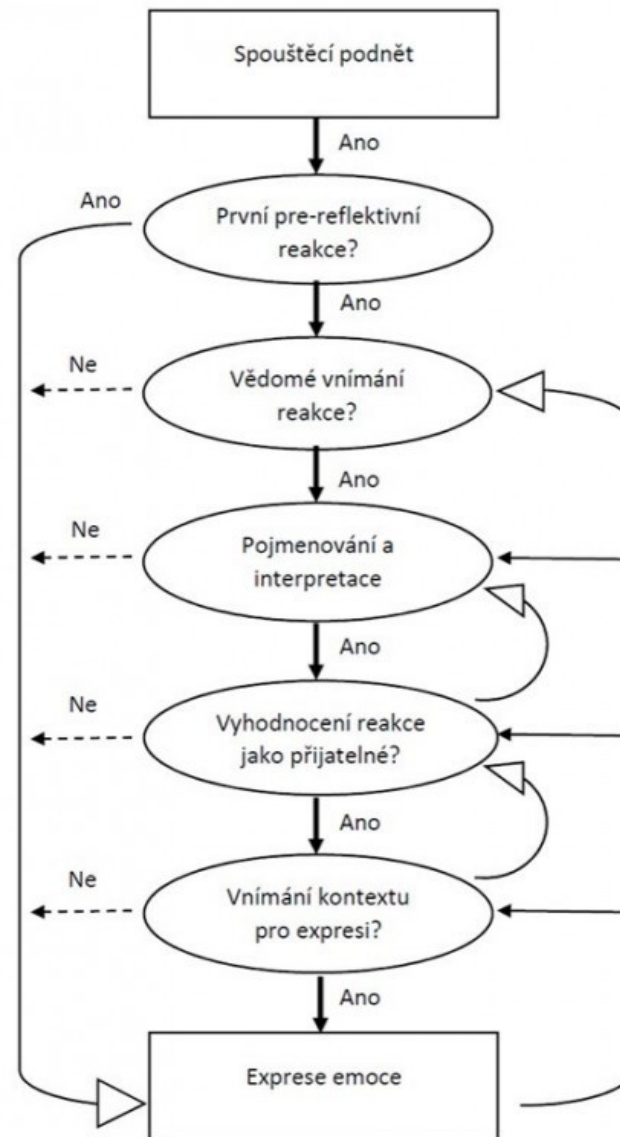 Spouštěcí podnět
Ano
Ano
První pre-reflektivní
reakce?
Ano
Ne
Vědomé vnímání
reakce?
Ano
Ne
Pojmenování a
interpretace
Ano
Ne
Vyhodnocení reakce
jako přijatelné?
Ano
Ne
Vnímání kontextu
pro expresi?
Ano
Exprese emoce